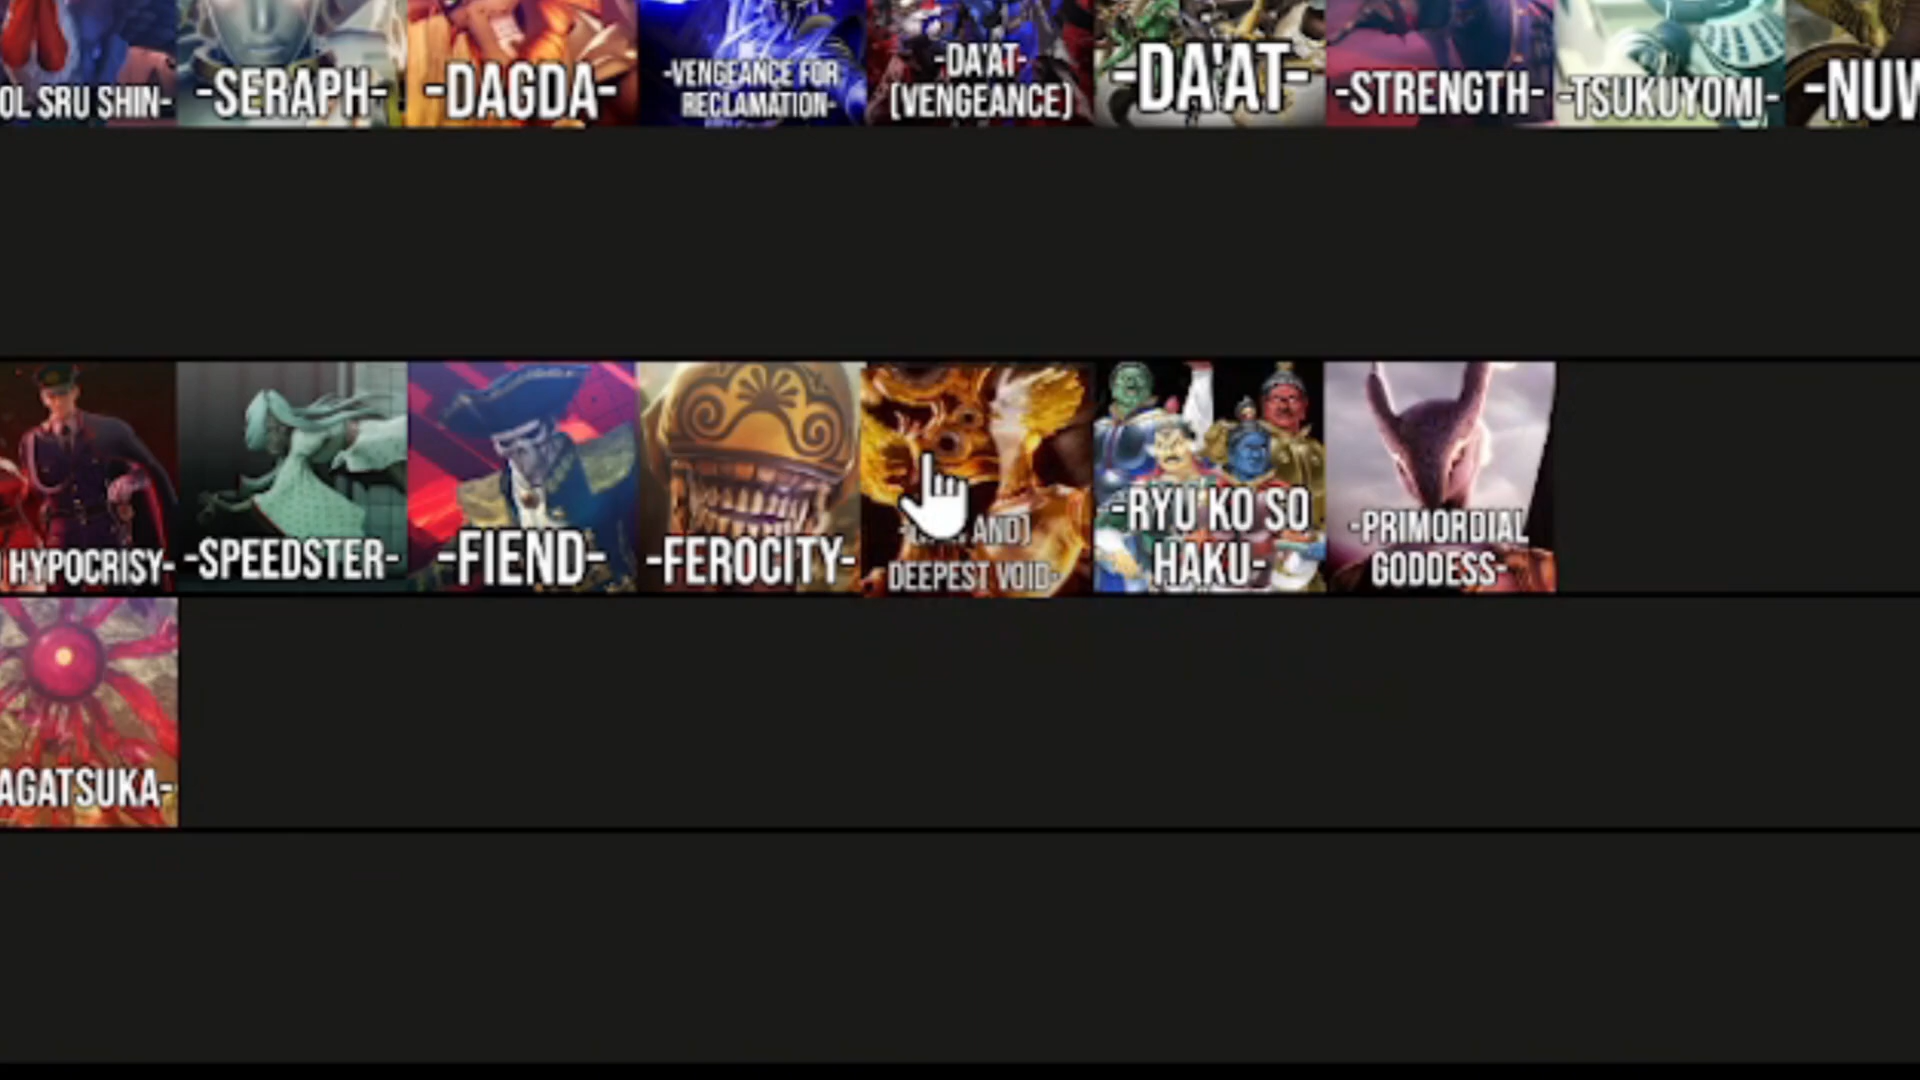 OL SRU SHIN-
-SERAPH-
-DAGDA-
-VENGEANCE FOR
RECLAMATION-
-DA'AT-
(VENGEANCE)
-DA'AT-
-STRENGTH-
-TSUKUYOMI-
-NUW
HYPOCRISY-
-SPEEDSTER-
-FIEND-
-FEROCITY-
AND)
DEEPEST VOID-
-RYU KO SO
HAKU-
-PRIMORDIAL
GODDESS-
AGATSUKA-